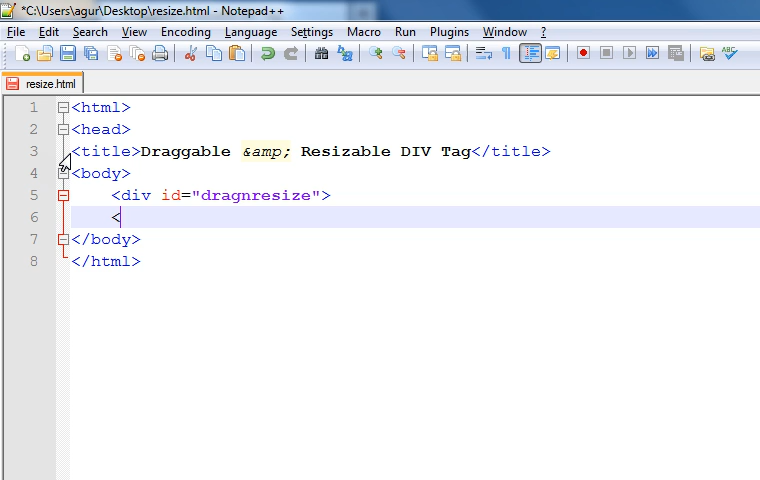 *C:\Users\agur\Desktop\resize.html - Notepad++
File Edit Search View Encoding Language Settings Macro Run Plugins Window ?
resize.html
1 <html>
2 <head>
3 <title>Draggable &amp; Resizable DIV Tag</title>
4 <body>
5 <div id="dragnresize">
6 <
7 </body>
8 </html>